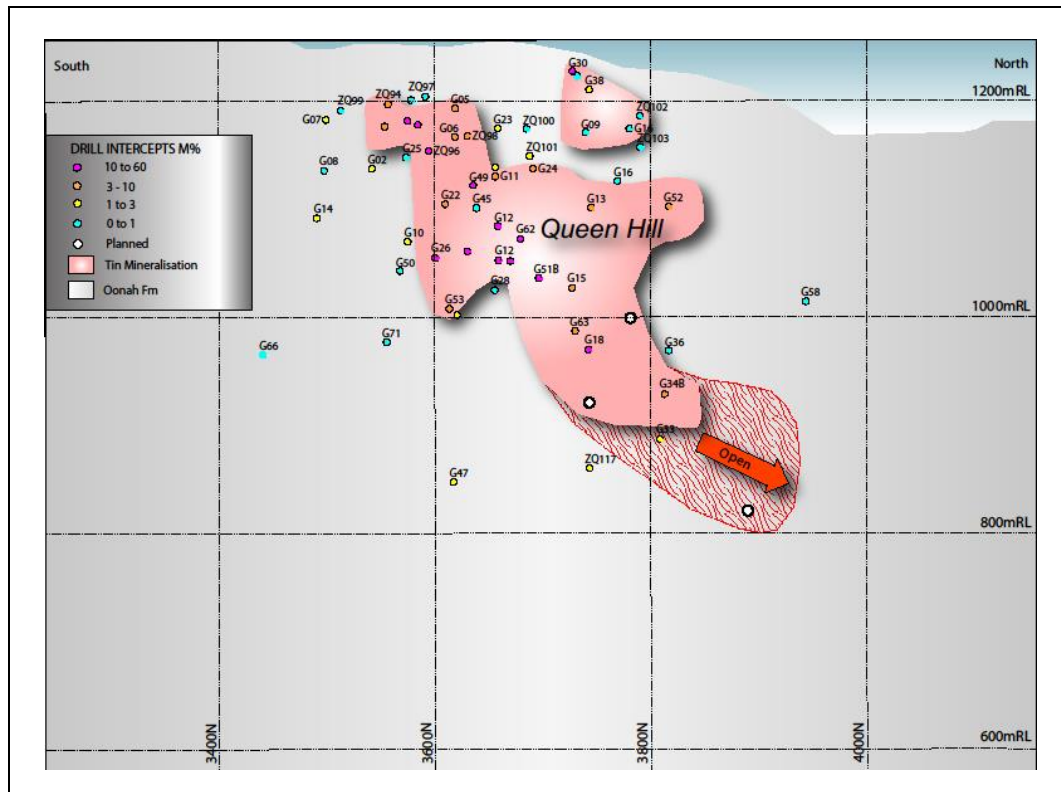 South
North
G30
G38
1200mRL
ZQ94
ZQ97
ZQ99
G05
ZQ102
G07
G23
ZQ100
G09
G06
ZQ98
ZQ103
DRILL INTERCEPTS M%
10 to 60
3 - 10
1 to 3
0 to 1
Planned
Tin Mineralisation
Oonah Fm
G25
ZQ96
ZQ101
G08
G02
G24
G11
G16
G49
G22
G45
G13
G52
G14
G12
Queen Hill
G62
G10
G26
G12
G50
G51B
G15
G28
G58
G53
1000mRL
G63
G71
G18
G36
G66
G34B
G33
Open
ZQ117
G47
800mRL
3400N
3600N
3800N
4000N
600mRL